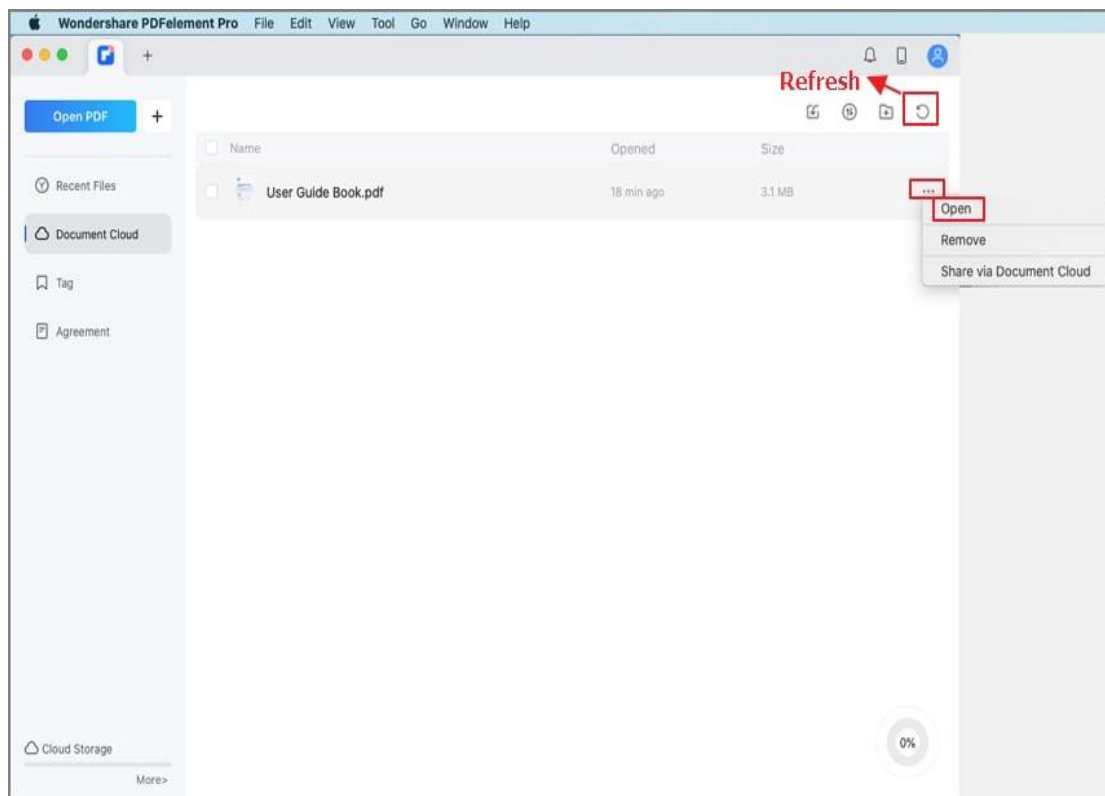 Wondershare PDFelement Pro File Edit View Tool Go Window Help
Refresh
Open PDF +
Name Opened Size
Recent Files
User Guide Book.pdf 18 min ago 3.1 MB ...
Open
Document Cloud
Remove
Share via Document Cloud
Tag
Agreement
Cloud Storage
0%
More>